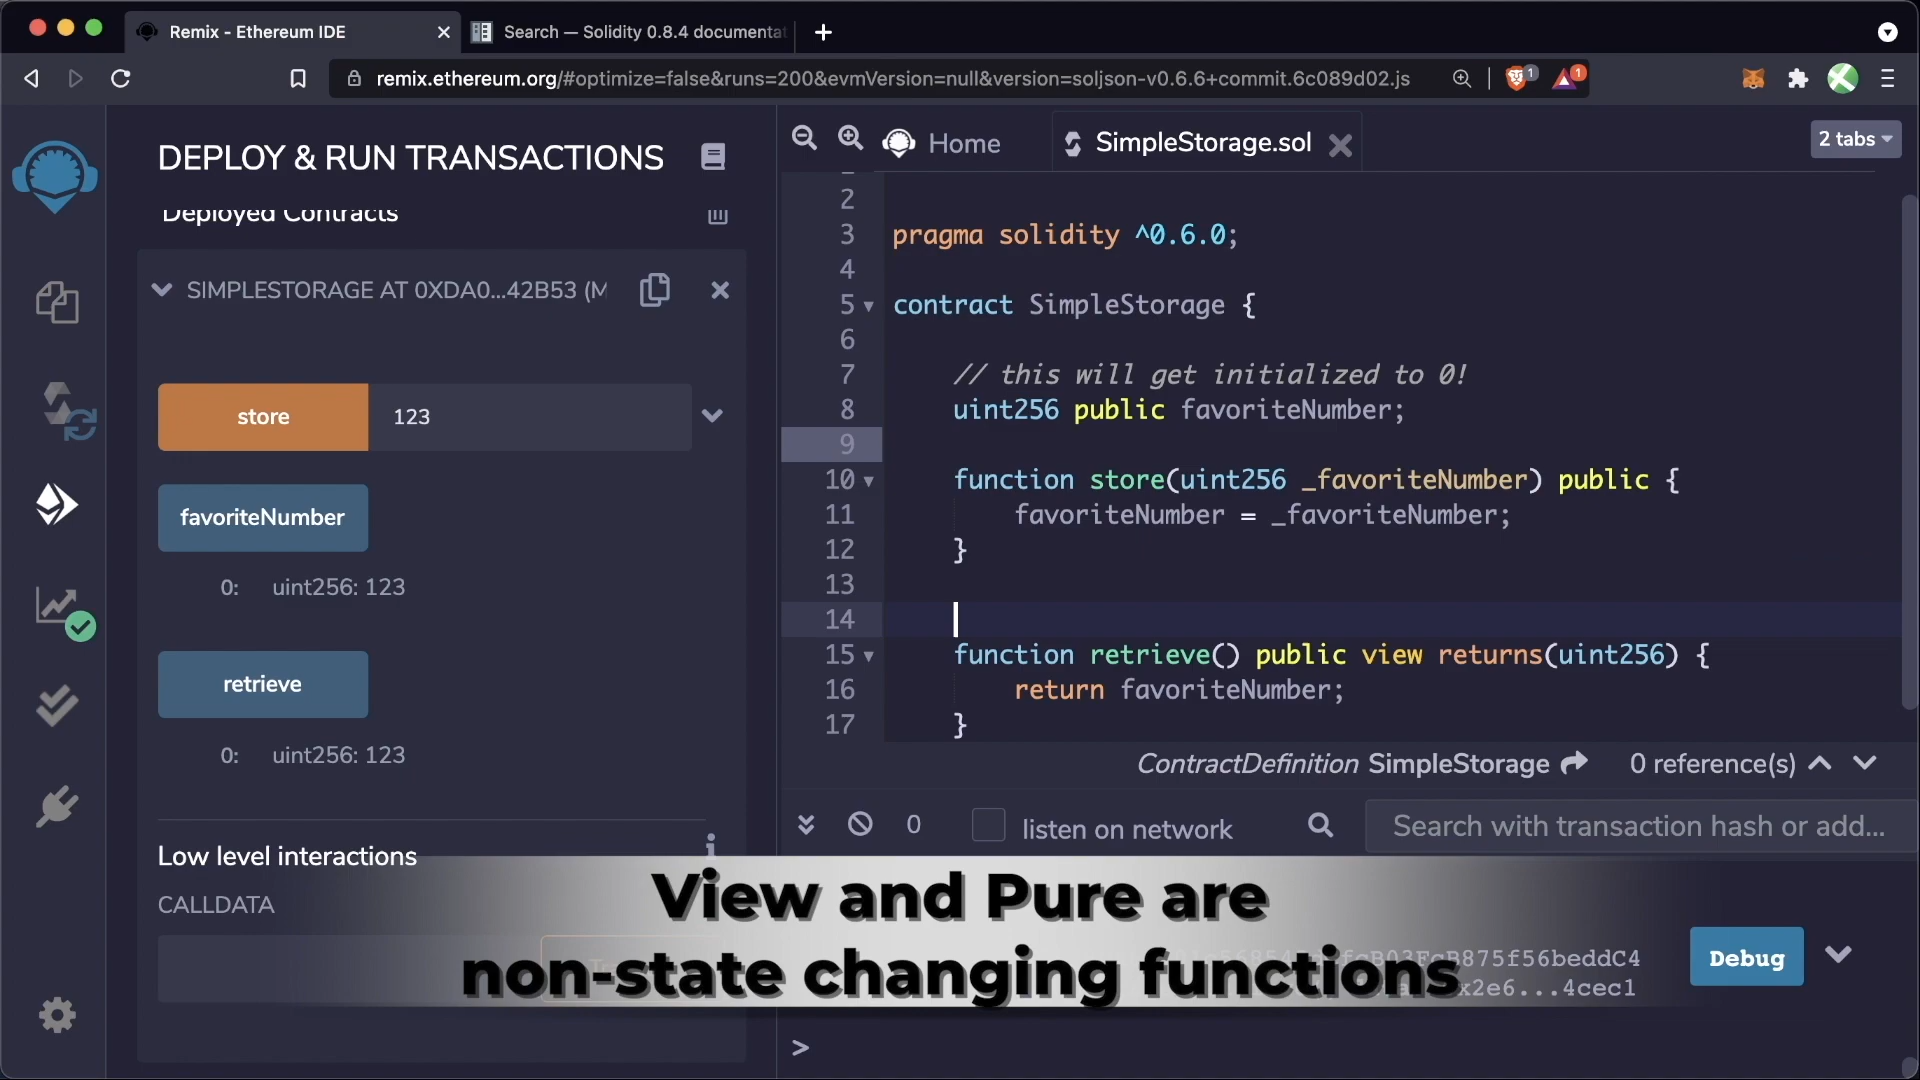 Remix - Ethereum IDE
Search — Solidity 0.8.4 documentat
remix.ethereum.org/#optimize=false&runs=200&evmVersion=null&version=soljson-v0.6.6+commit.6c089d02.js
1
1
DEPLOY & RUN TRANSACTIONS
Deployed Contracts
SIMPLESTORAGE AT 0XDA0...42B53 (M
store
123
favoriteNumber
0: uint256: 123
retrieve
0: uint256: 123
Low level interactions
i
CALLDATA
Home
SimpleStorage.sol
2 tabs
2
3 pragma solidity ^0.6.0;
4
5 contract SimpleStorage {
6
7 // this will get initialized to 0!
8 uint256 public favoriteNumber;
9
10 function store(uint256 _favoriteNumber) public {
11 favoriteNumber = _favoriteNumber;
12 }
13
14
15 function retrieve() public view returns(uint256) {
16 return favoriteNumber;
17 }
ContractDefinition SimpleStorage 0 reference(s)
0
listen on network
Search with transaction hash or add...
View and Pure are
non-state changing functions
B875f56beddC4
x2e6...4cec1
Debug
>